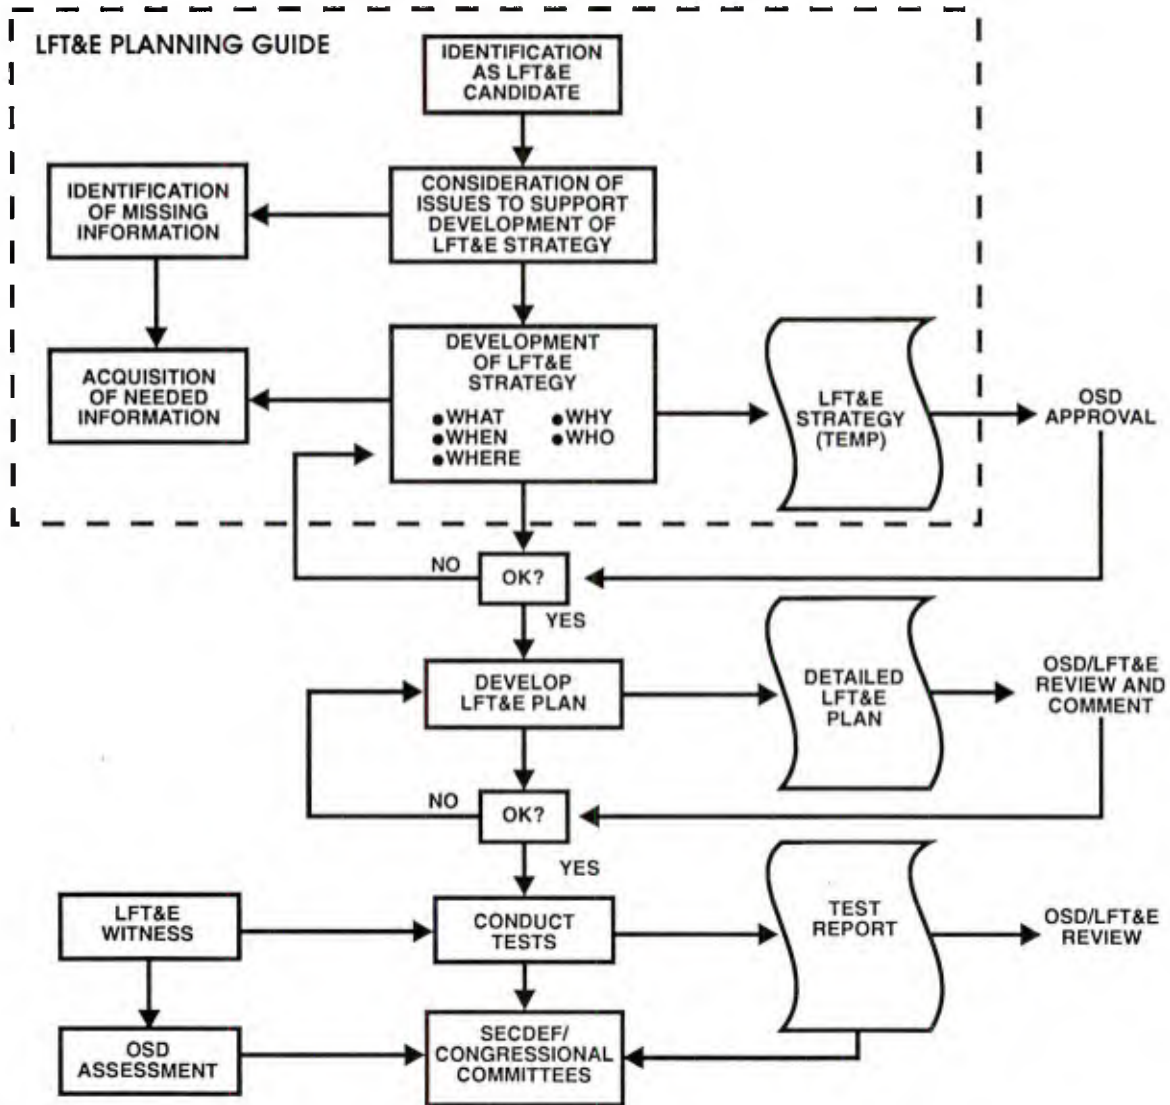 LFT&E PLANNING GUIDE
IDENTIFICATION
AS LFT&E
CANDIDATE
IDENTIFICATION
OF MISSING
INFORMATION
CONSIDERATION OF
ISSUES TO SUPPORT
DEVELOPMENT OF
LFT&E STRATEGY
ACQUISITION
OF NEEDED
INFORMATION
DEVELOPMENT
OF LFT&E
STRATEGY
●WHAT ●WHY
●WHEN ●WHO
●WHERE
LFT&E
STRATEGY
(TEMP)
OSD
APPROVAL
NO
OK?
YES
DEVELOP
LFT&E PLAN
DETAILED
LFT&E
PLAN
OSD/LFT&E
REVIEW AND
COMMENT
NO
OK?
YES
LFT&E
WITNESS
CONDUCT
TESTS
TEST
REPORT
OSD/LFT&E
REVIEW
OSD
ASSESSMENT
SECDEF/
CONGRESSIONAL
COMMITTEES